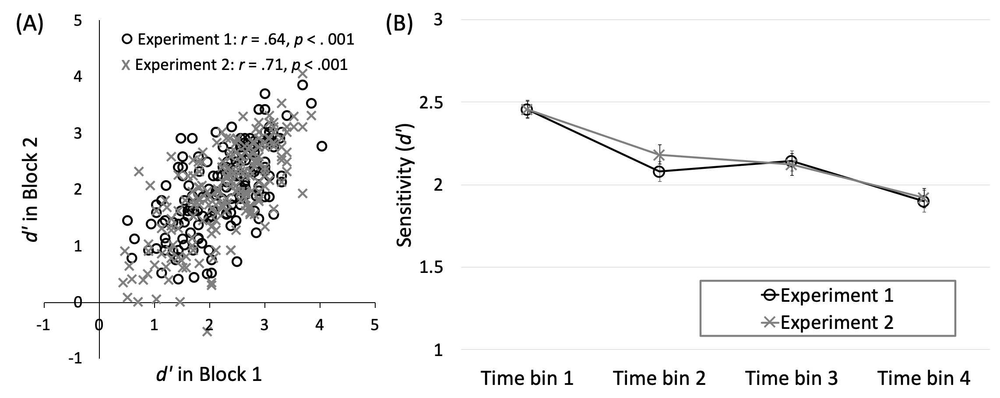 (A)
5
4
3
2
1
0
-1
-1 0 1 2 3 4 5
d' in Block 2
d' in Block 1
Experiment 1: r = .64, p < . 001
Experiment 2: r = .71, p < .001
(B)
3
2.5
2
1.5
1
Sensitivity (d')
Time bin 1 Time bin 2 Time bin 3 Time bin 4
Experiment 1
Experiment 2